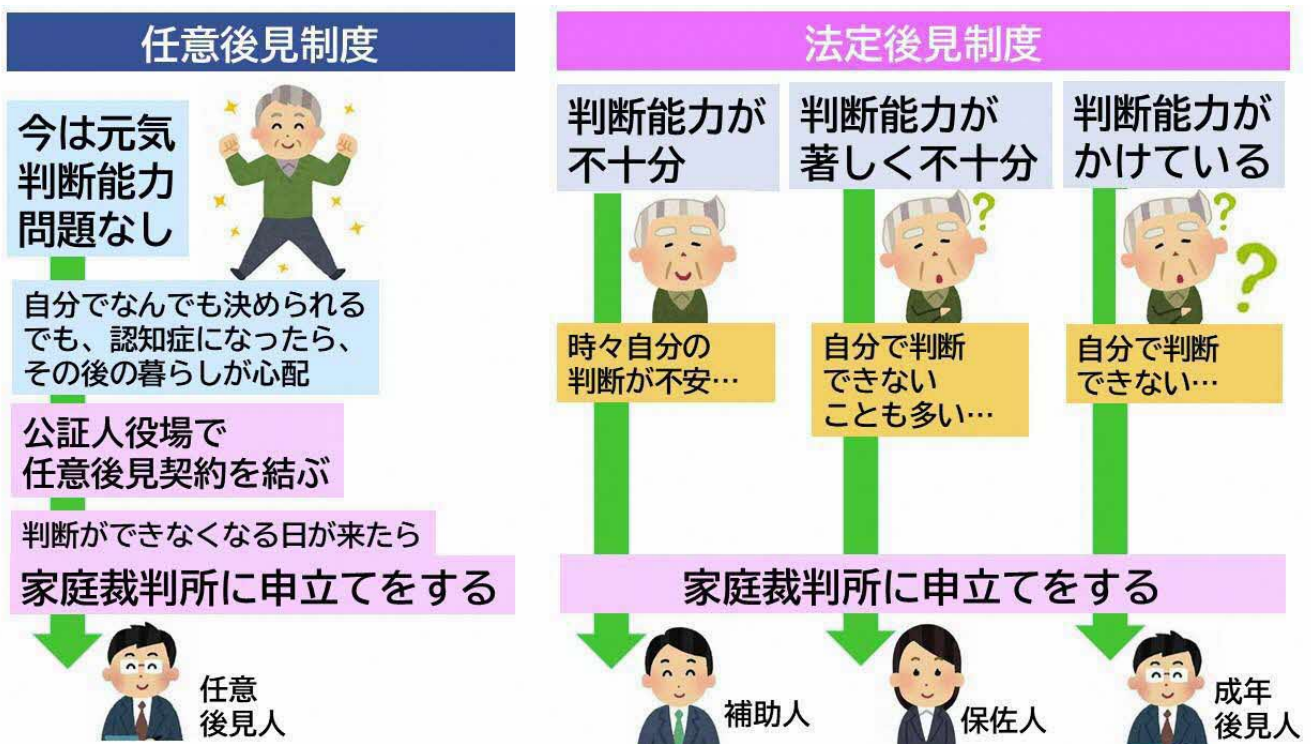 任意後見制度
今は元気
判断能力
問題なし
自分でなんでも決められる
でも、認知症になったら、
その後の暮らしが心配
公証人役場で
任意後見契約を結ぶ
判断ができなくなる日が来たら
家庭裁判所に申立てをする
任意
後見人
法定後見制度
判断能力が
不十分
時々自分の
判断が不安…
判断能力が
著しく不十分
自分で判断
できない
ことも多い…
判断能力が
かけている
?
?
?
自分で判断
できない…
家庭裁判所に申立てをする
補助人
保佐人
成年
後見人